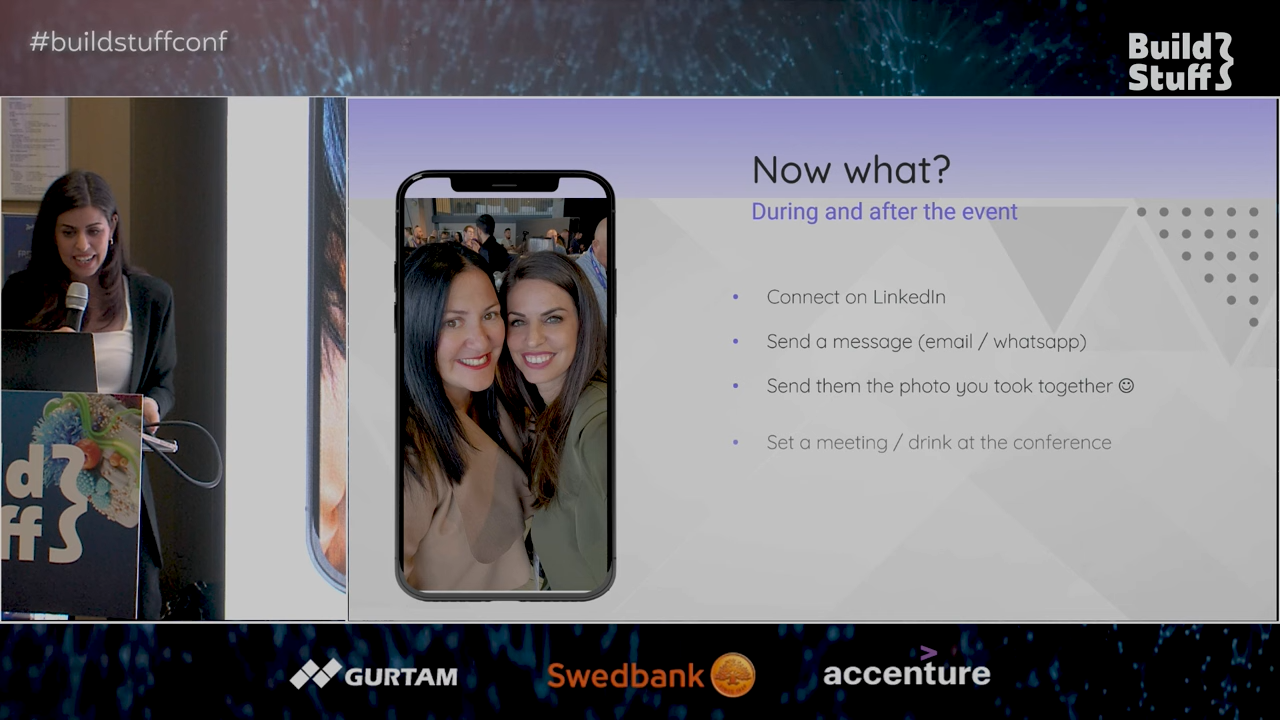 #buildstuffconf
Build
Stuff
Now what?
During and after the event
• Connect on LinkedIn
• Send a message (email / whatsapp)
• Send them the photo you took together ☺
• Set a meeting / drink at the conference
d
ff
GURTAM
Swedbank
accenture